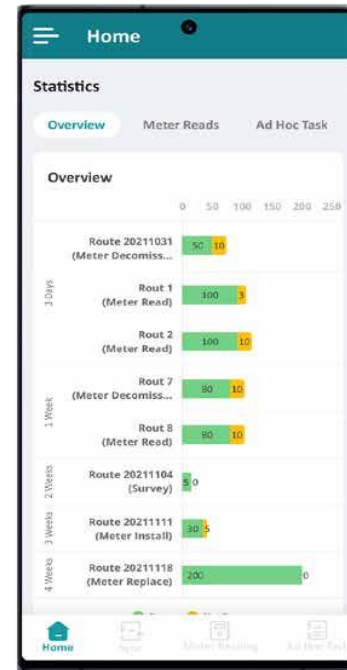 Home
Statistics
Overview Meter Reads Ad Hoc Task
Overview
0 50 100 150 200 250
3 Days
Route 20211031
(Meter Decomiss...
50 10
Rout 1
(Meter Read)
100 3
Rout 2
(Meter Read)
100 10
1 Week
Rout 7
(Meter Decomiss...
80 10
Rout 8
(Meter Read)
80 10
2 Weeks
Route 20211104
(Survey)
5 0
3 Weeks
Route 20211111
(Meter Install)
30 5
4 Weeks
Route 20211118
(Meter Replace)
200 0
Home Sync Meter Reading Ad Hoc Task